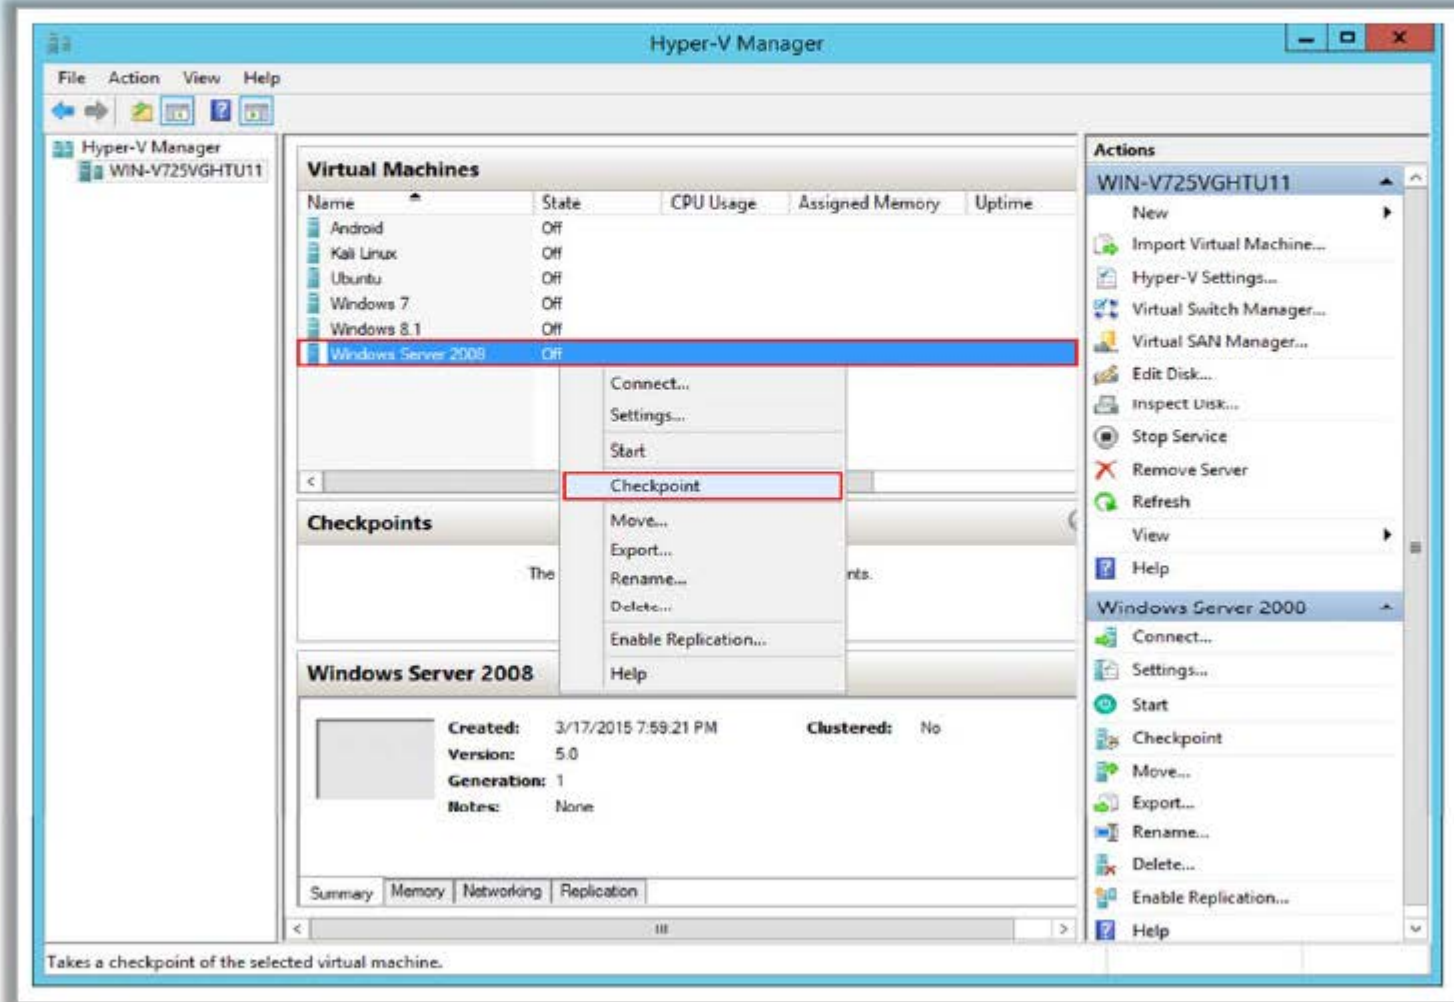 Hyper-V Manager
File Action View Help
Hyper-V Manager
WIN-V725VGHTU11
Virtual Machines
Name State CPU Usage Assigned Memory Uptime
Android Off
Kali Linux Off
Ubuntu Off
Windows 7 Off
Windows 8.1 Off
Windows Server 2008 Off
Connect...
Settings...
Start
Checkpoint
Move...
Export...
Rename...
Delete...
Enable Replication...
Help
Checkpoints
The nts.
Windows Server 2008
Created: 3/17/2015 7:59:21 PM Clustered: No
Version: 5.0
Generation: 1
Notes: None
Summary Memory Networking Replication
Actions
WIN-V725VGHTU11
New
Import Virtual Machine...
Hyper-V Settings...
Virtual Switch Manager...
Virtual SAN Manager...
Edit Disk...
Inspect Disk...
Stop Service
Remove Server
Refresh
View
Help
Windows Server 2008
Connect...
Settings...
Start
Checkpoint
Move...
Export...
Rename...
Delete...
Enable Replication...
Help
Takes a checkpoint of the selected virtual machine.